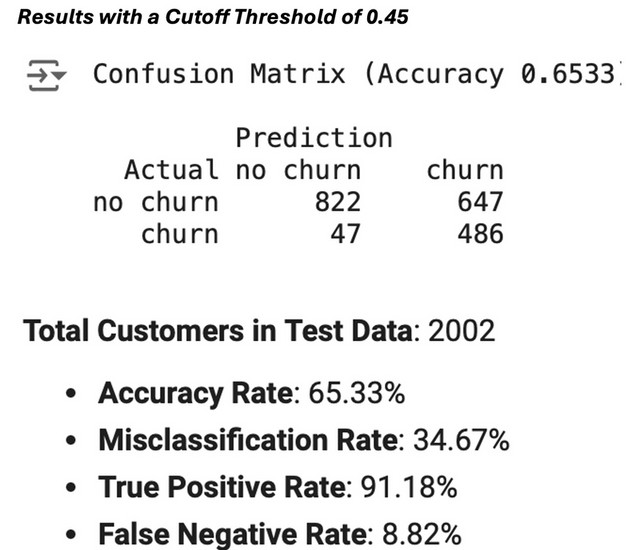 Results with a Cutoff Threshold of 0.45
Confusion Matrix (Accuracy 0.6533)
Prediction
Actual no churn churn
no churn 822 647
churn 47 486
Total Customers in Test Data: 2002
• Accuracy Rate: 65.33%
• Misclassification Rate: 34.67%
• True Positive Rate: 91.18%
• False Negative Rate: 8.82%